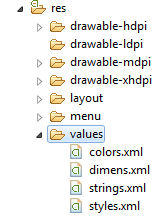 res
drawable-hdpi
drawable-ldpi
drawable-mdpi
drawable-xhdpi
layout
menu
values
colors.xml
dimens.xml
strings.xml
styles.xml